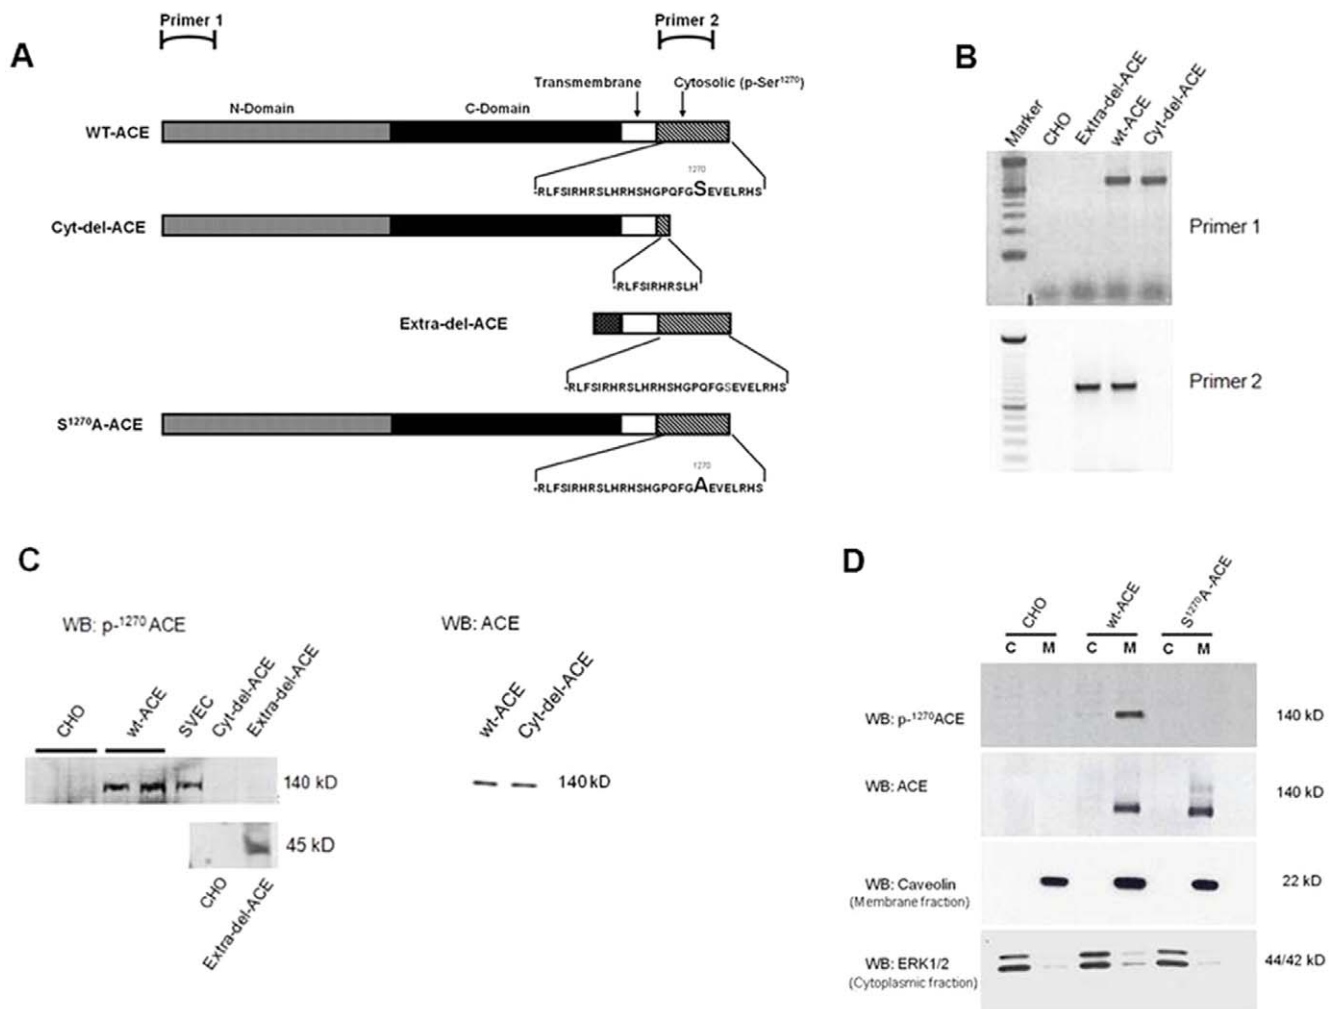 Primer 1
Primer 2
A
Transmembrane
Cytosolic (p-Ser¹²⁷⁰)
N-Domain
C-Domain
WT-ACE
1270
-RLFSIRHRSLHRHSHGPQFGSEVELRHS
Cyt-del-ACE
-RLFSIRHRSLH
Extra-del-ACE
-RLFSIRHRSLHRHSHGPQFGSEVELRHS
S¹²⁷⁰A-ACE
1270
-RLFSIRHRSLHRHSHGPQFGAEVELRHS
B
Marker
CHO
Extra-del-ACE
wt-ACE
Cyt-del-ACE
Primer 1
Primer 2
C
WB: p-¹²⁷⁰ACE
CHO
wt-ACE
SVEC
Cyt-del-ACE
Extra-del-ACE
140 kD
45 kD
CHO
Extra-del-ACE
WB: ACE
wt-ACE
Cyt-del-ACE
140 kD
D
CHO
wt-ACE
S¹²⁷⁰A-ACE
C M C M C M
WB: p-¹²⁷⁰ACE
140 kD
WB: ACE
140 kD
WB: Caveolin
(Membrane fraction)
22 kD
WB: ERK1/2
(Cytoplasmic fraction)
44/42 kD